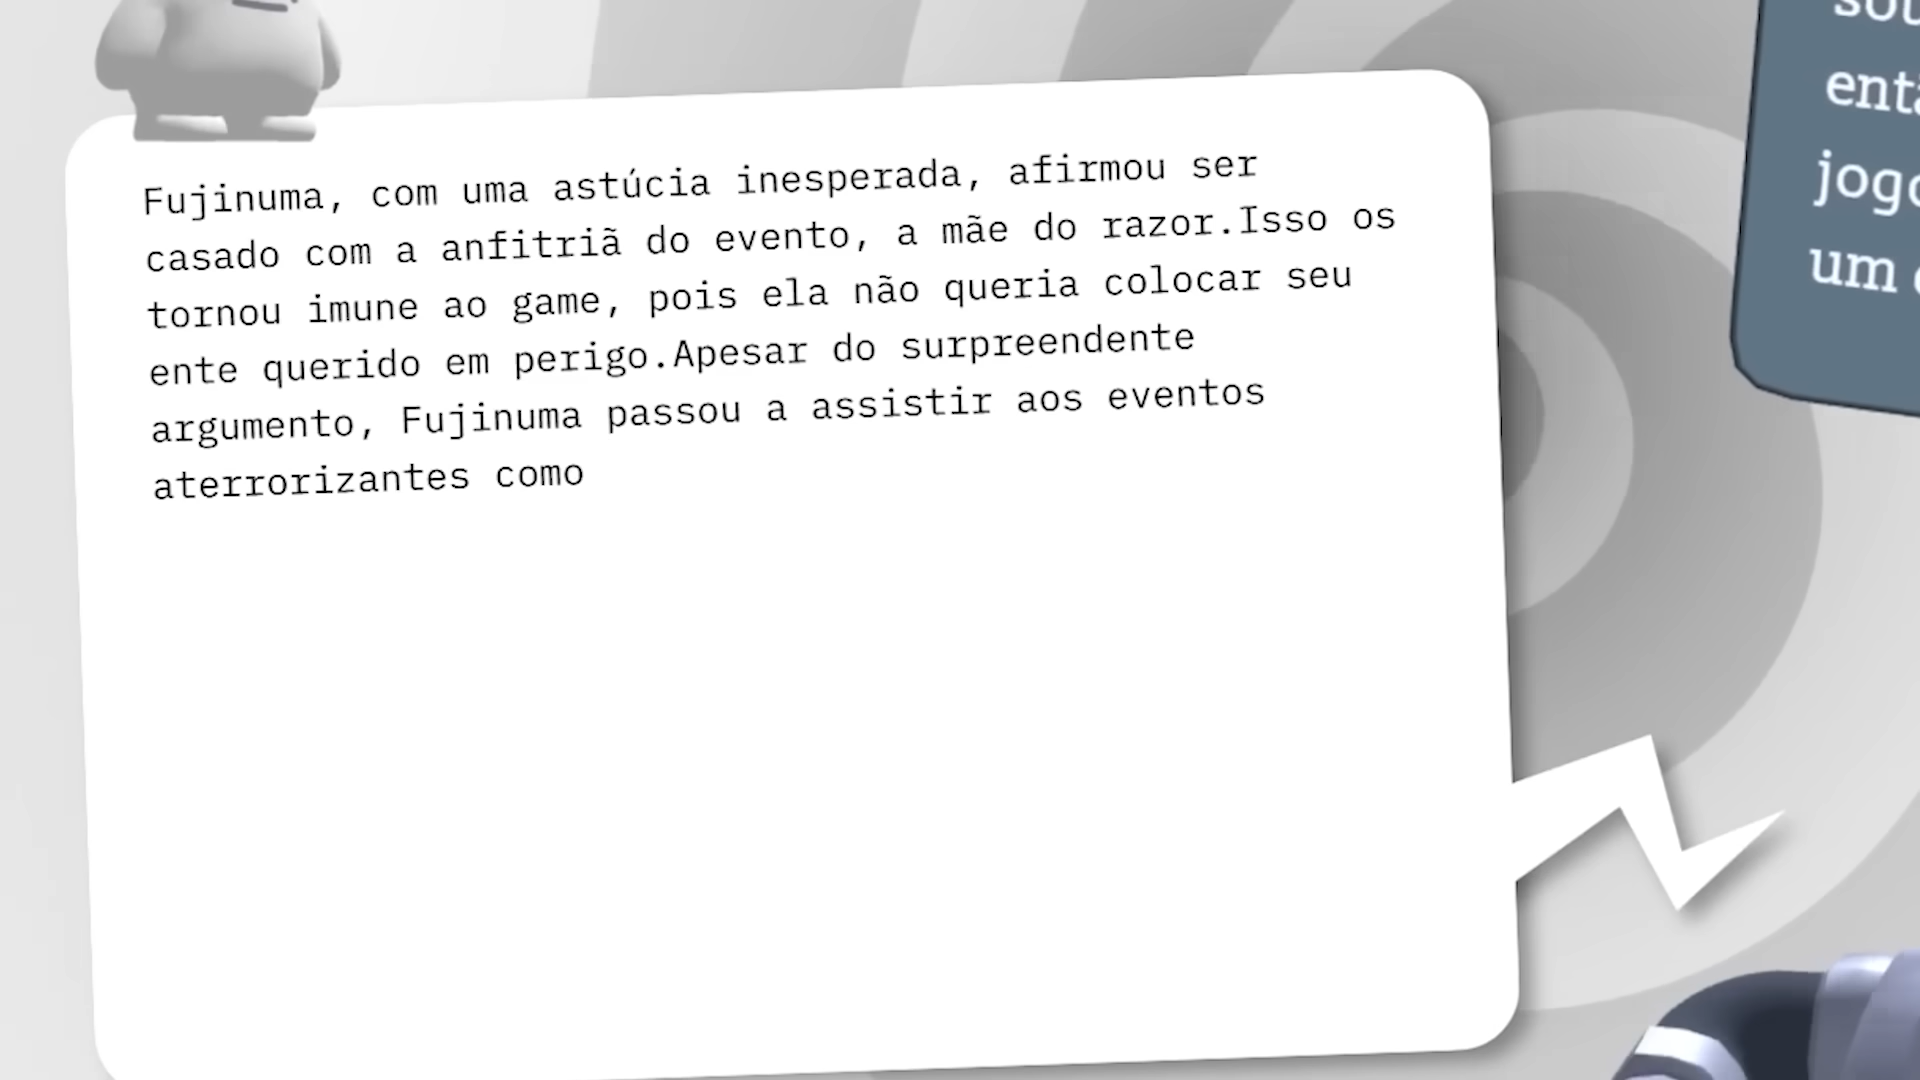 Fujinuma, com uma astúcia inesperada, afirmou ser
casado com a anfitriã do evento, a mãe do razor.Isso os
tornou imune ao game, pois ela não queria colocar seu
ente querido em perigo.Apesar do surpreendente
argumento, Fujinuma passou a assistir aos eventos
aterrorizantes como
um